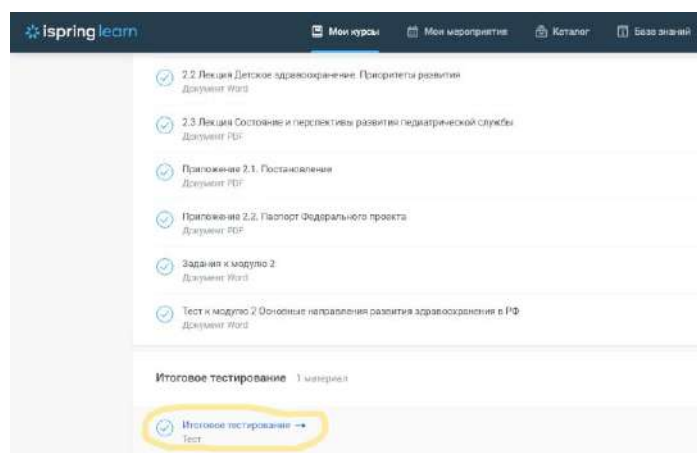 ispring learn
Мои курсы
Мои мероприятия
Каталог
База знаний
2.2 Лекция Детское здравоохранение. Приоритеты развития
Документ Word
2.3 Лекция Состояние и перспективы развития педиатрической службы
Документ PDF
Приложение 2.1. Постановление
Документ PDF
Приложение 2.2. Паспорт Федерального проекта
Документ PDF
Задания к модулю 2
Документ Word
Тест к модулю 2 Основные направления развития здравоохранения в РФ
Документ Word
Итоговое тестирование 1 материал
Итоговое тестирование →
Тест